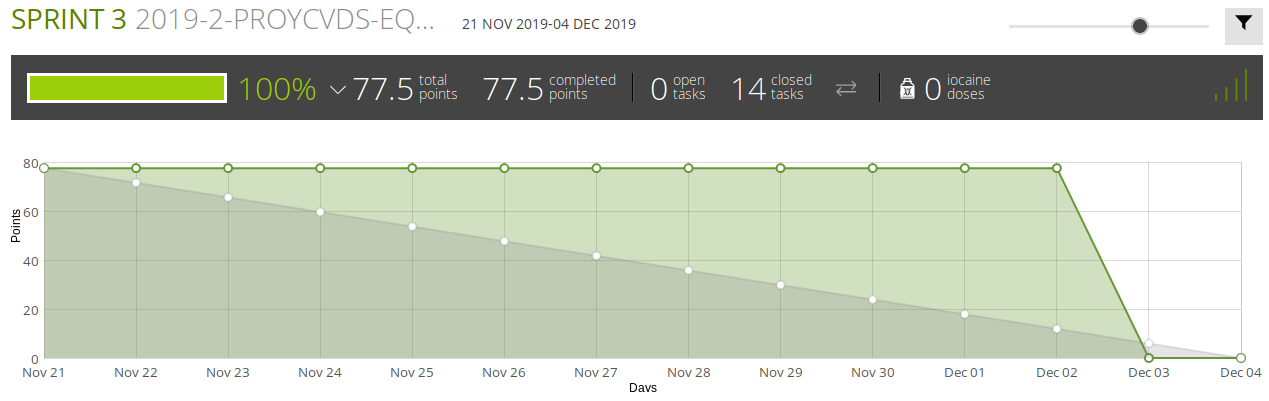 SPRINT 3 2019-2-PROYCVDS-EQ... 21 NOV 2019-04 DEC 2019
100% 77.5 total points 77.5 completed points 0 open tasks 14 closed tasks 0 iocaine doses
80
60
40
20
0
Points
Nov 21 Nov 22 Nov 23 Nov 24 Nov 25 Nov 26 Nov 27 Nov 28 Nov 29 Nov 30 Dec 01 Dec 02 Dec 03 Dec 04
Days